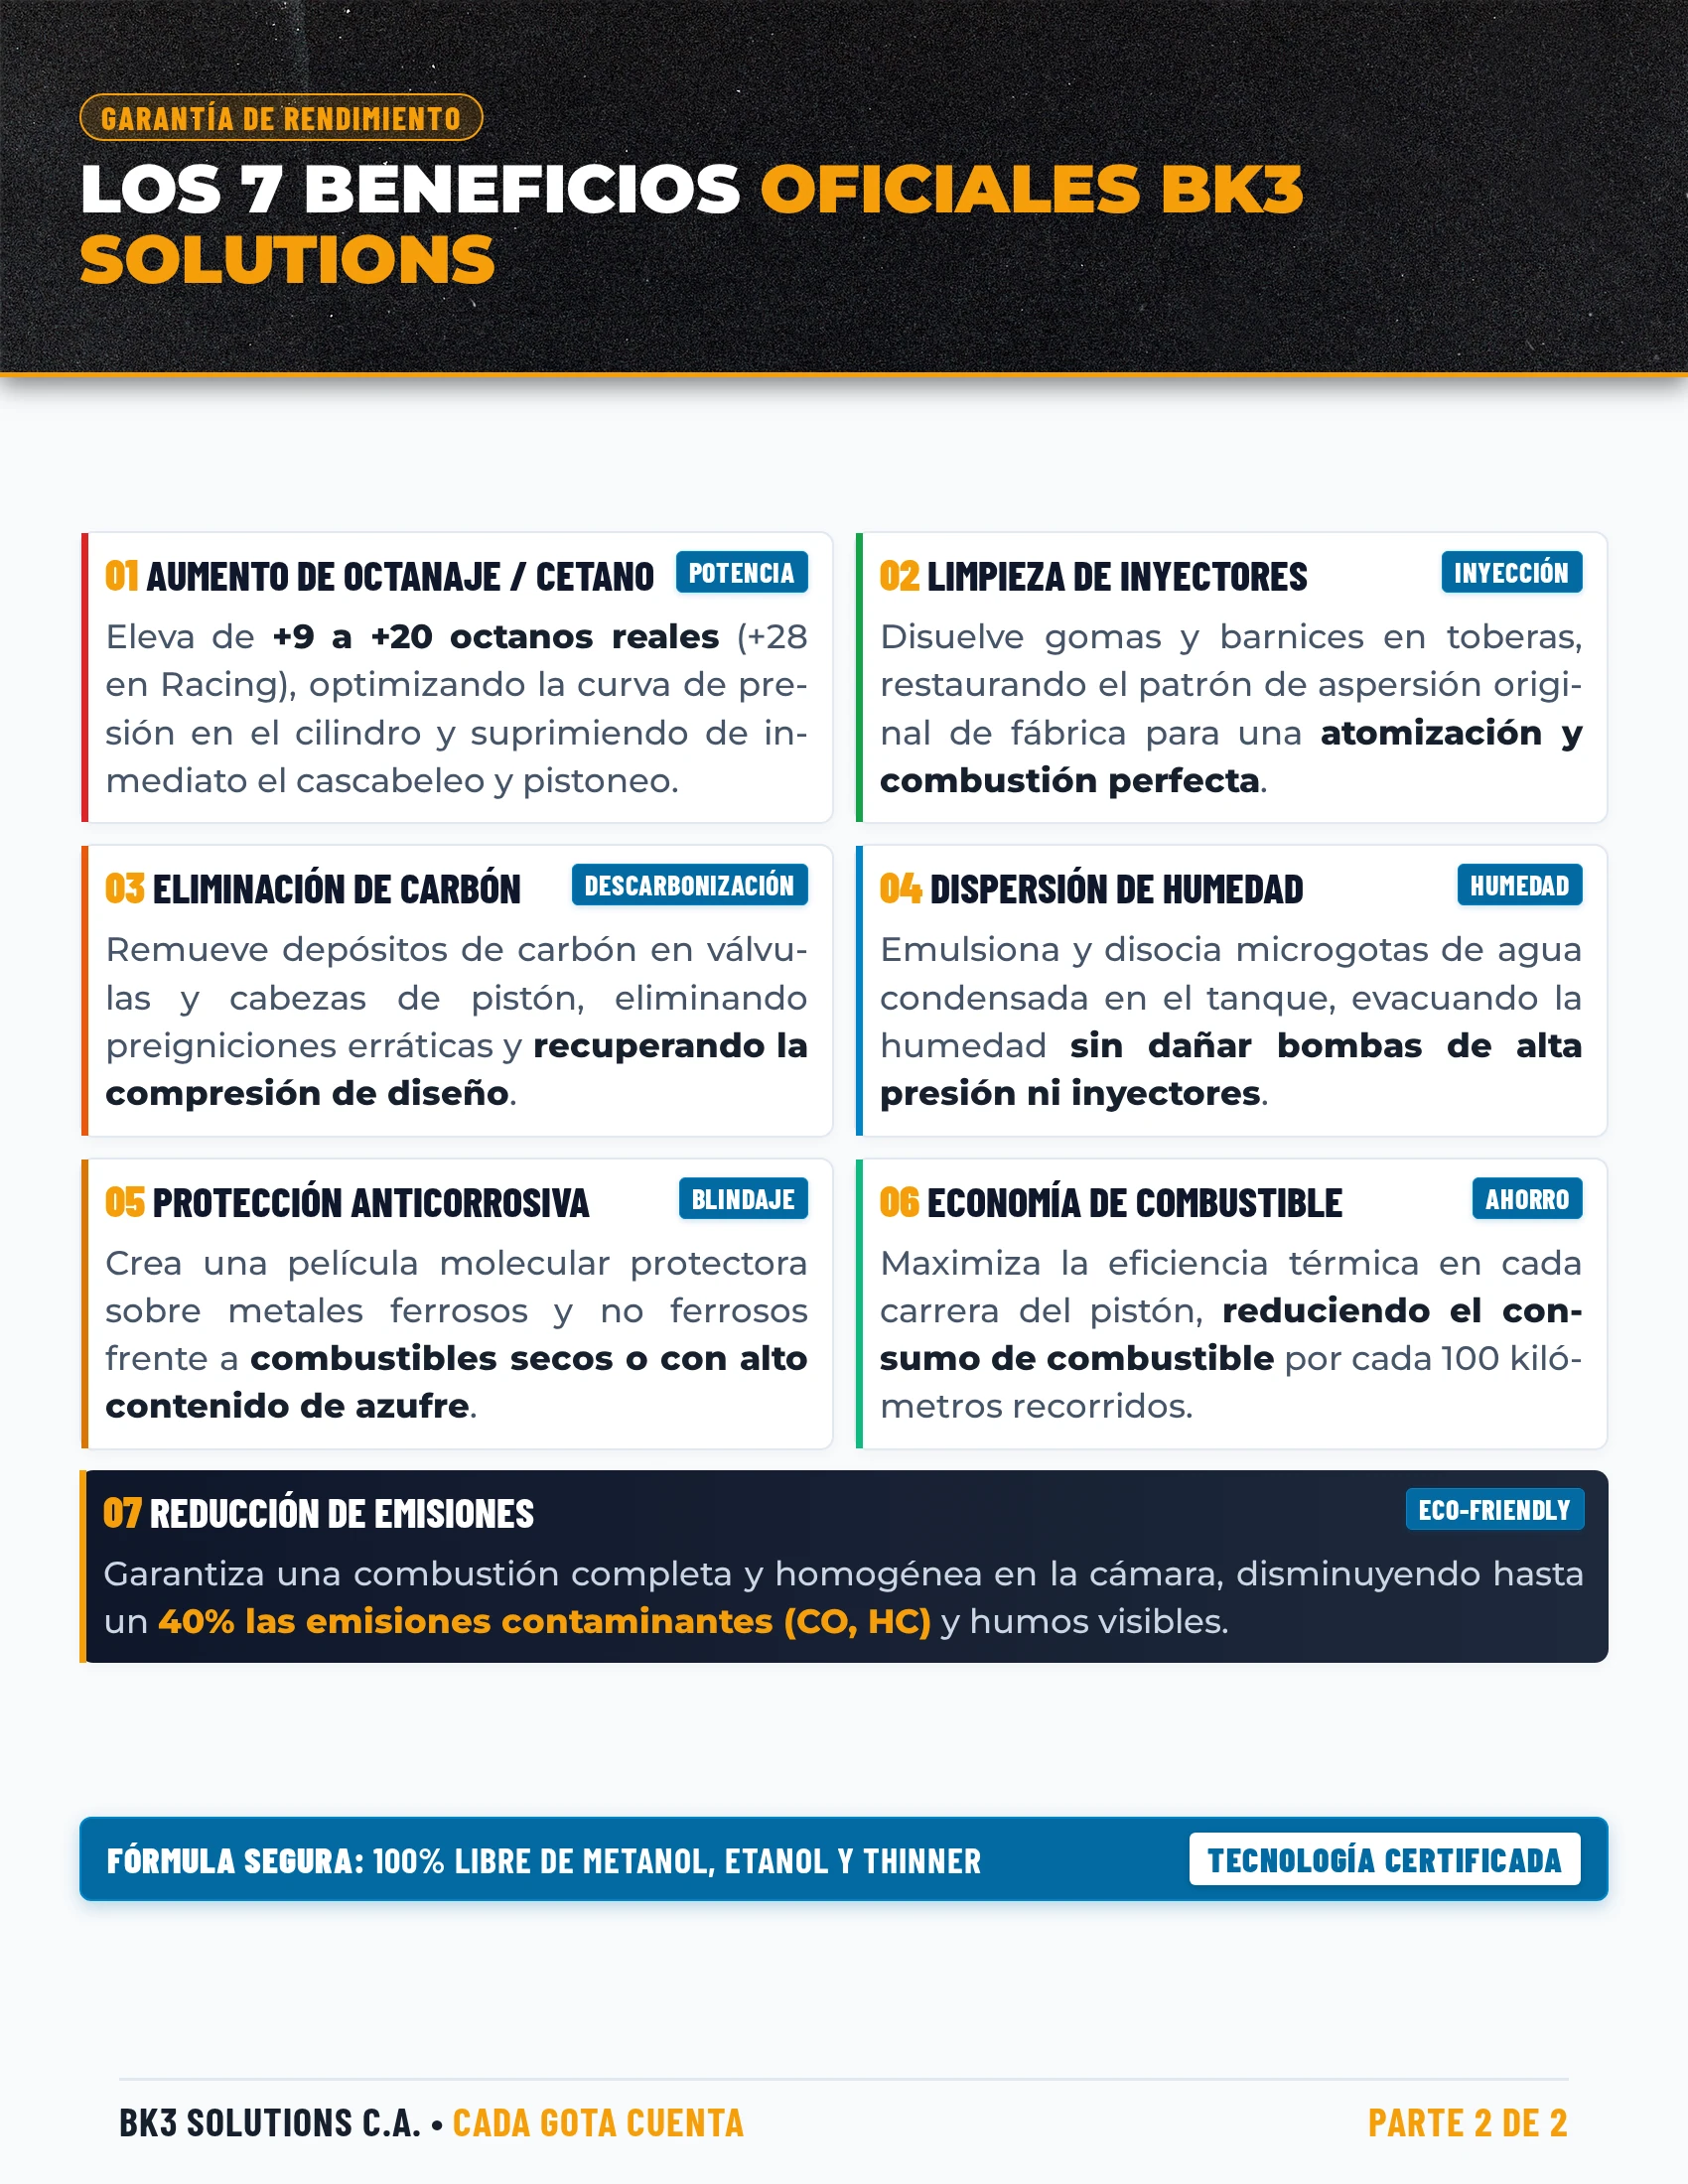 GARANTÍA DE RENDIMIENTO
LOS 7 BENEFICIOS OFICIALES BK3
SOLUTIONS
01 AUMENTO DE OCTANAJE / CETANO
POTENCIA
Eleva de +9 a +20 octanos reales (+28
en Racing), optimizando la curva de pre-
sión en el cilindro y suprimiendo de in-
mediato el cascabeleo y pistoneo.
02 LIMPIEZA DE INYECTORES
INYECCIÓN
Disuelve gomas y barnices en toberas,
restaurando el patrón de aspersión origi-
nal de fábrica para una atomización y
combustión perfecta.
03 ELIMINACIÓN DE CARBÓN
DESCARBONIZACIÓN
Remueve depósitos de carbón en válvu-
las y cabezas de pistón, eliminando
preigniciones erráticas y recuperando la
compresión de diseño.
04 DISPERSIÓN DE HUMEDAD
HUMEDAD
Emulsiona y disocia microgotas de agua
condensada en el tanque, evacuando la
humedad sin dañar bombas de alta
presión ni inyectores.
05 PROTECCIÓN ANTICORROSIVA
BLINDAJE
Crea una película molecular protectora
sobre metales ferrosos y no ferrosos
frente a combustibles secos o con alto
contenido de azufre.
06 ECONOMÍA DE COMBUSTIBLE
AHORRO
Maximiza la eficiencia térmica en cada
carrera del pistón, reduciendo el con-
sumo de combustible por cada 100 kiló-
metros recorridos.
07 REDUCCIÓN DE EMISIONES
ECO-FRIENDLY
Garantiza una combustión completa y homogénea en la cámara, disminuyendo hasta
un 40% las emisiones contaminantes (CO, HC) y humos visibles.
FÓRMULA SEGURA: 100% LIBRE DE METANOL, ETANOL Y THINNER
TECNOLOGÍA CERTIFICADA
BK3 SOLUTIONS C.A. • CADA GOTA CUENTA
PARTE 2 DE 2